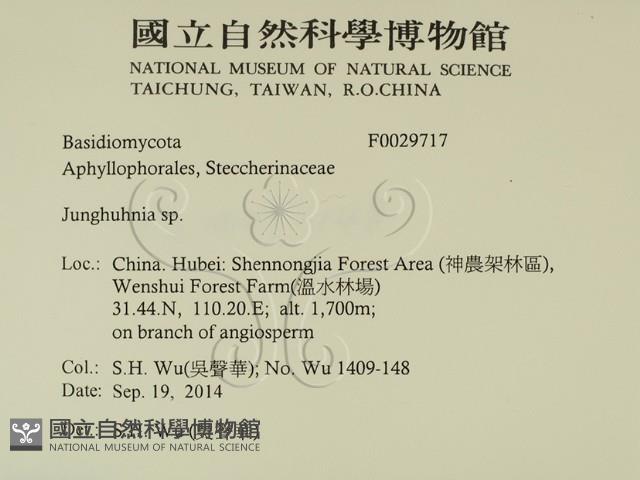 國立自然科學博物館
NATIONAL MUSEUM OF NATURAL SCIENCE
TAICHUNG, TAIWAN, R.O.CHINA
Basidiomycota F0029717
Aphyllophorales, Steccherinaceae
Junghuhnia sp.
Loc.: China. Hubei: Shennongjia Forest Area (神農架林區),
Wenshui Forest Farm(溫水林場)
31.44.N, 110.20.E; alt. 1,700m;
on branch of angiosperm
Col.: S.H. Wu(吳聲華); No. Wu 1409-148
Date: Sep. 19, 2014
國立自然科學博物館
NATIONAL MUSEUM OF NATURAL SCIENCE